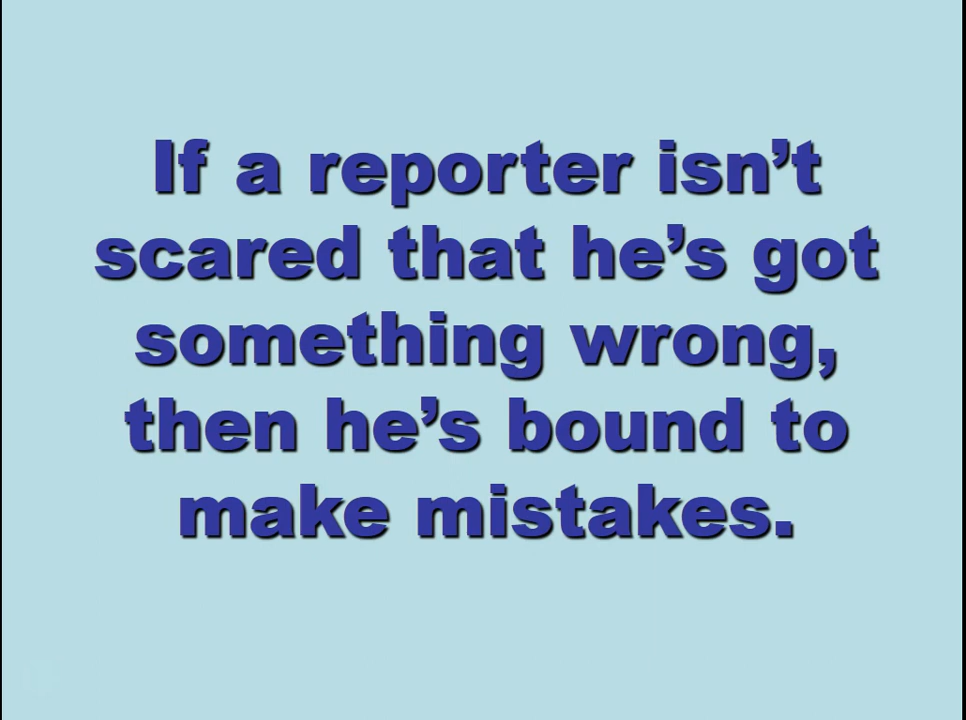 If a reporter isn’t
scared that he’s got
something wrong,
then he’s bound to
make mistakes.